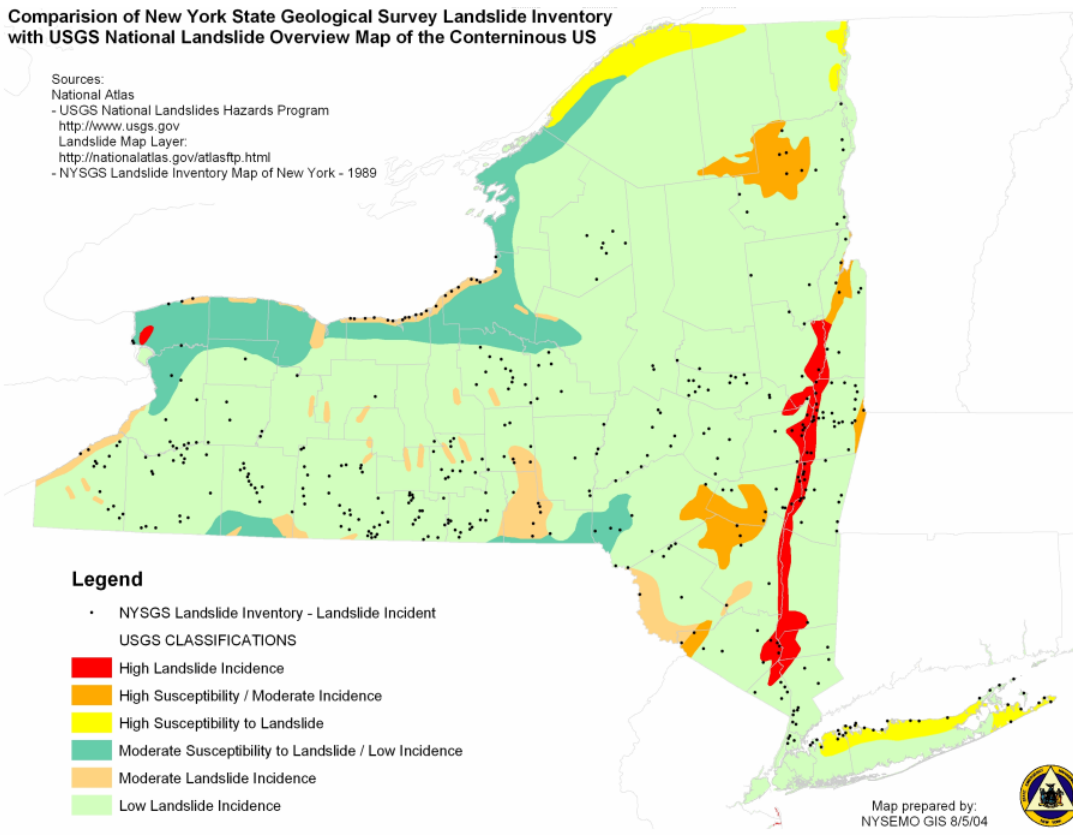 Comparision of New York State Geological Survey Landslide Inventory
with USGS National Landslide Overview Map of the Conterninous US
Sources:
National Atlas
- USGS National Landslides Hazards Program
http://www.usgs.gov
Landslide Map Layer:
http://nationalatlas.gov/atlasftp.html
- NYSGS Landslide Inventory Map of New York - 1989
Legend
NYSGS Landslide Inventory - Landslide Incident
USGS CLASSIFICATIONS
High Landslide Incidence
High Susceptibility / Moderate Incidence
High Susceptibility to Landslide
Moderate Susceptibility to Landslide / Low Incidence
Moderate Landslide Incidence
Low Landslide Incidence
Map prepared by:
NYSEMO GIS 8/5/04